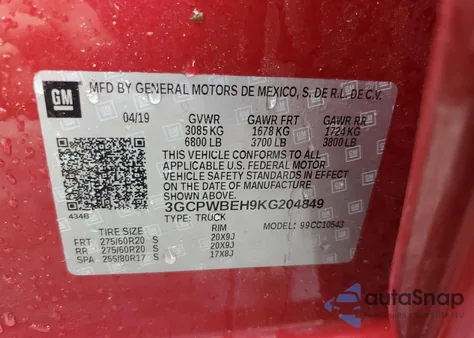 GM
MFD BY GENERAL MOTORS DE MEXICO, S. DE R.L. DE C.V.
04/19 GVWR GAWR FRT GAWR RR
3085 KG 1678 KG 1724 KG
6800 LB 3700 LB 3800 LB
THIS VEHICLE CONFORMS TO ALL
APPLICABLE U.S. FEDERAL MOTOR
VEHICLE SAFETY STANDARDS IN
EFFECT ON THE DATE OF MANUFACTURE
SHOWN ABOVE.
3GCPWBEH9KG204849
434B TYPE: TRUCK MODEL: 99CC10543
TIRE SIZE RIM
FRT 275/60R20 S 20X9J
RR 275/60R20 S 20X9J
SPA 255/80R17 S 17X8J
autoSnap